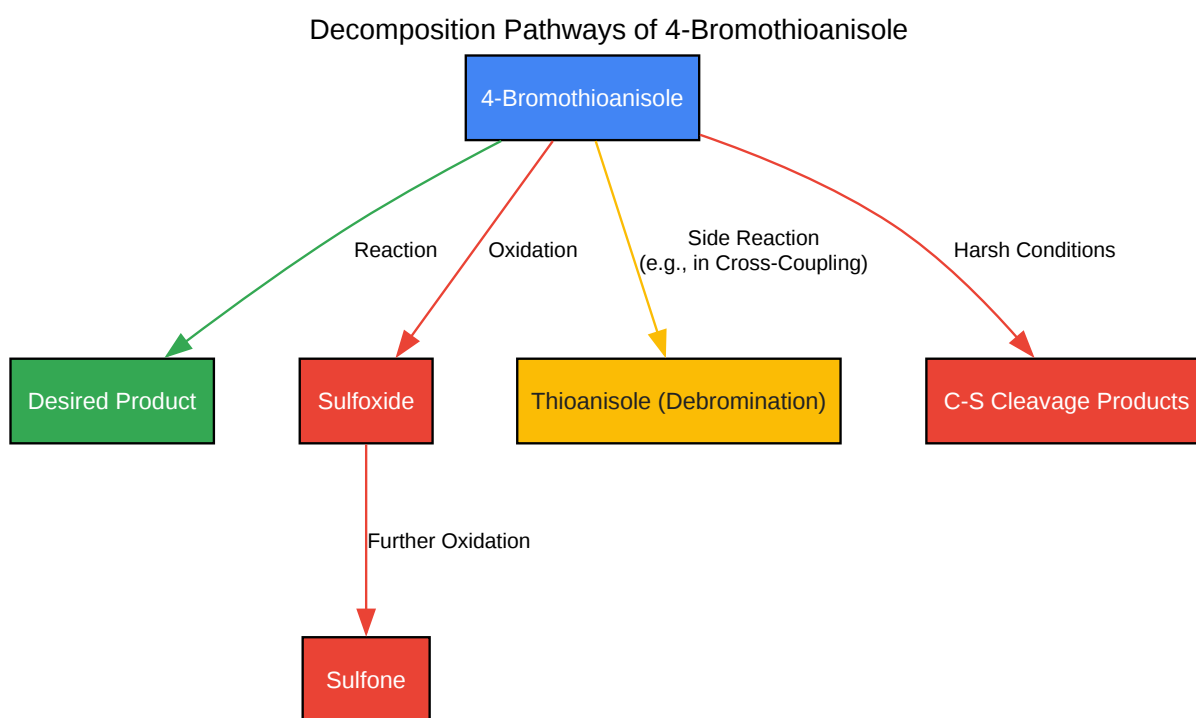 Decomposition Pathways of 4-Bromothioanisole
4-Bromothioanisole
Reaction
Oxidation
Side Reaction
(e.g., in Cross-Coupling)
Harsh Conditions
Desired Product
Sulfoxide
Thioanisole (Debromination)
C-S Cleavage Products
Further Oxidation
Sulfone